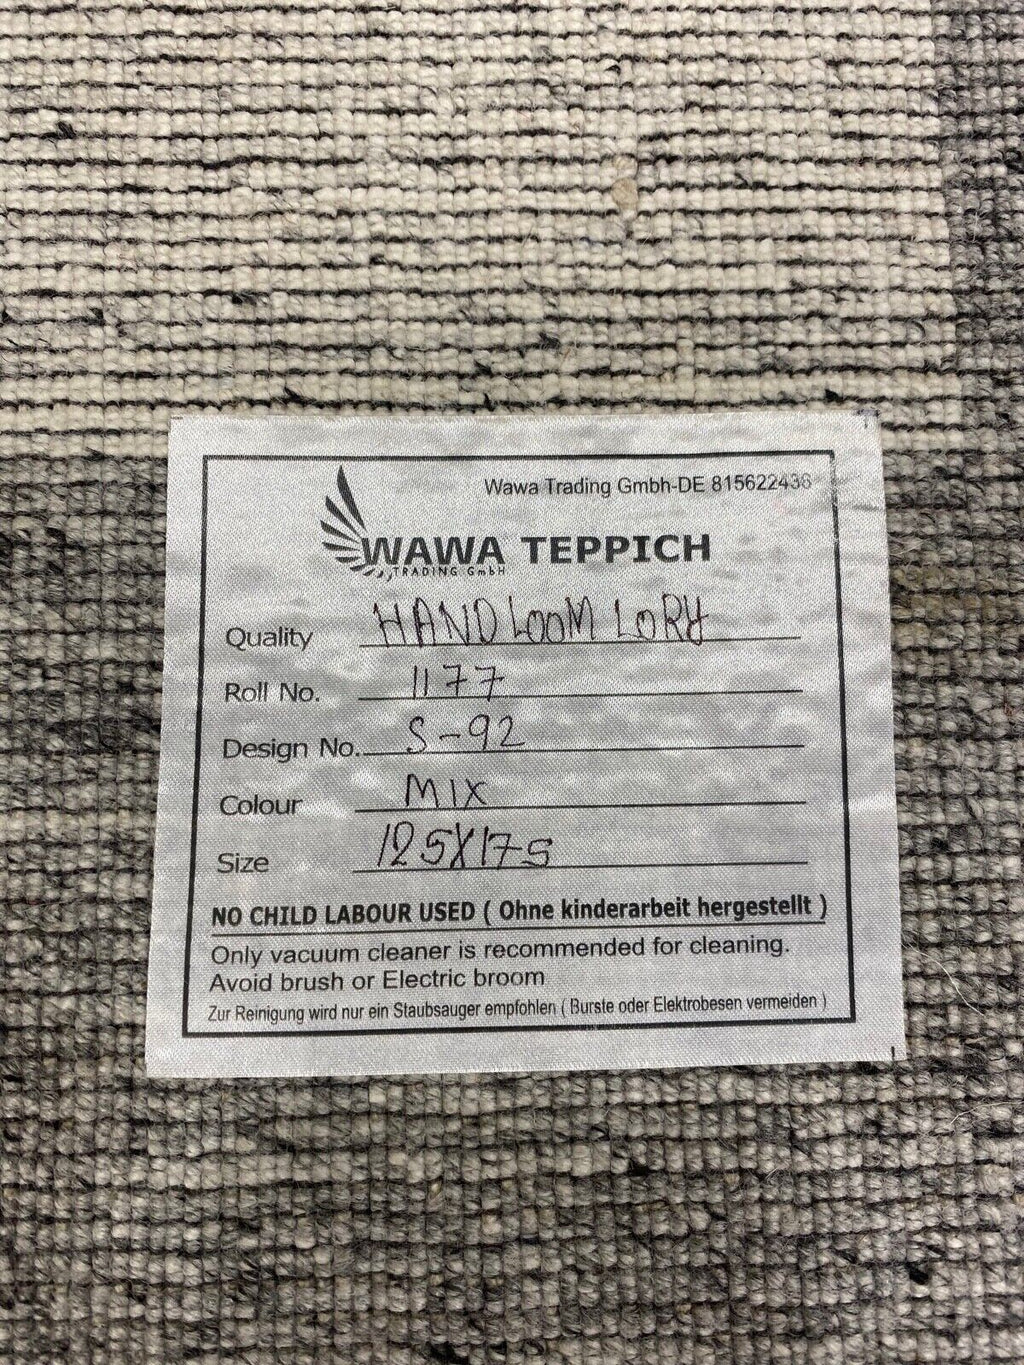 Wawa Trading Gmbh-DE 815622436
WAWA TEPPICH
TRADING GmbH
Quality HANDLOOM LORY
Roll No. 1177
Design No. S-92
Colour MIX
Size 125X175
NO CHILD LABOUR USED ( Ohne kinderarbeit hergestellt )
Only vacuum cleaner is recommended for cleaning.
Avoid brush or Electric broom
Zur Reinigung wird nur ein Staubsauger empfohlen ( Burste oder Elektrobesen vermeiden )